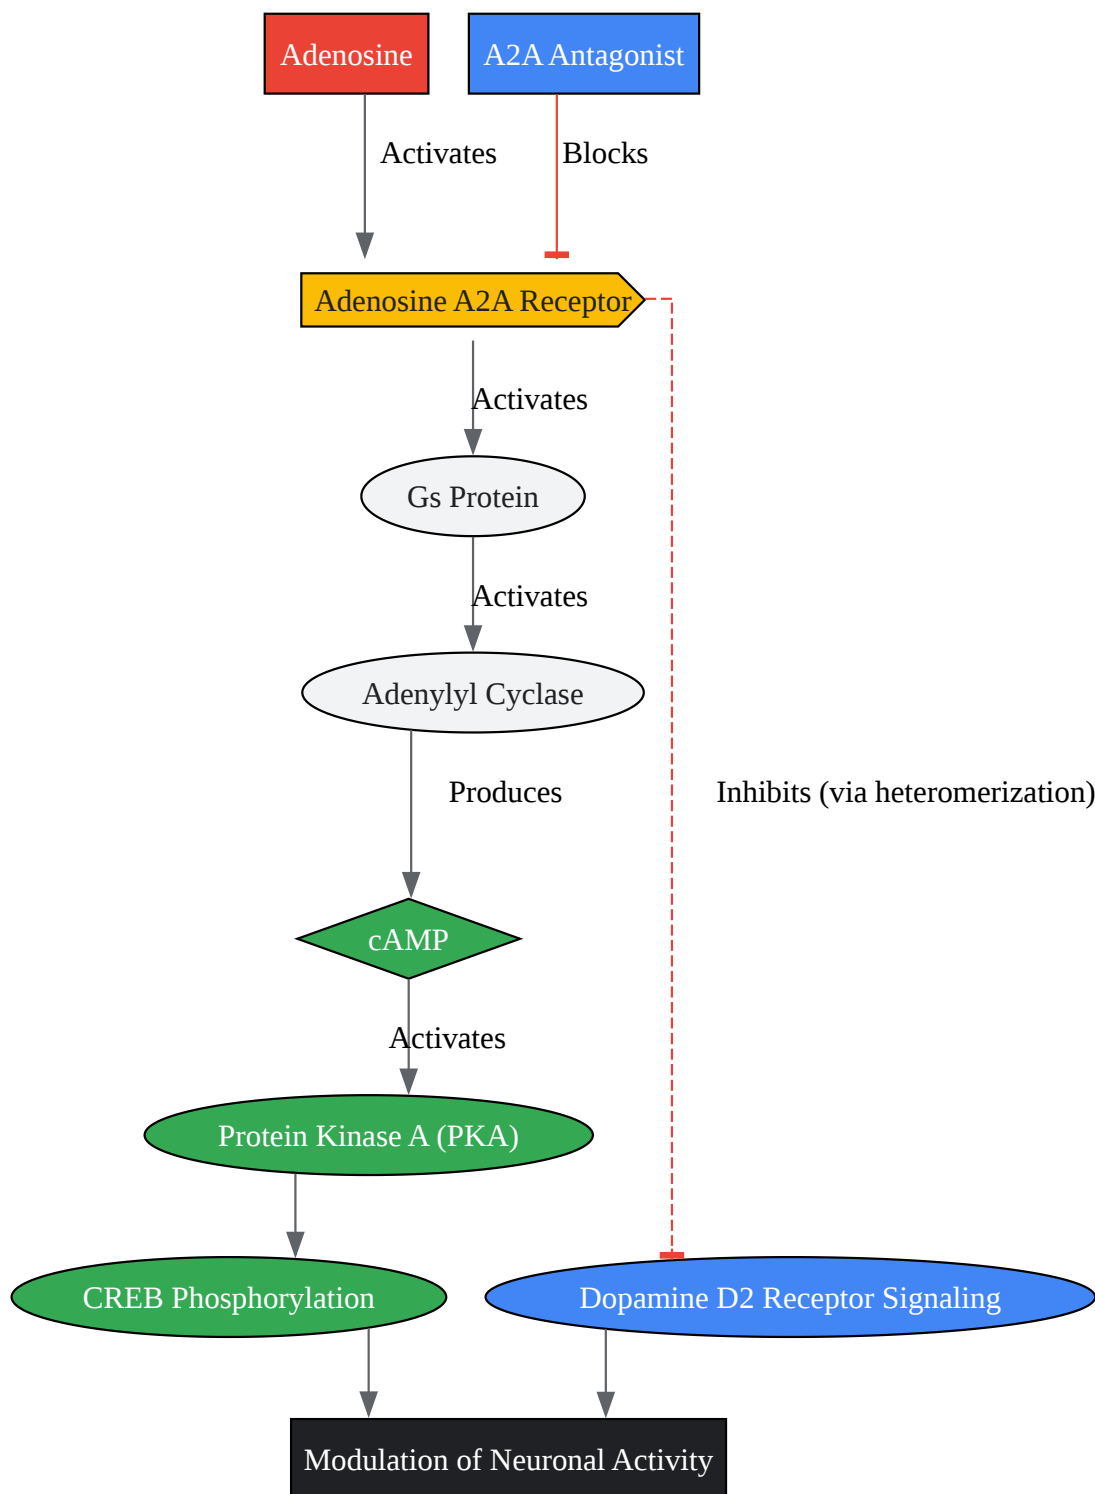 Adenosine
A2A Antagonist
Activates
Blocks
Adenosine A2A Receptor
Activates
Gs Protein
Activates
Adenylyl Cyclase
Produces
Inhibits (via heteromerization)
cAMP
Activates
Protein Kinase A (PKA)
CREB Phosphorylation
Dopamine D2 Receptor Signaling
Modulation of Neuronal Activity